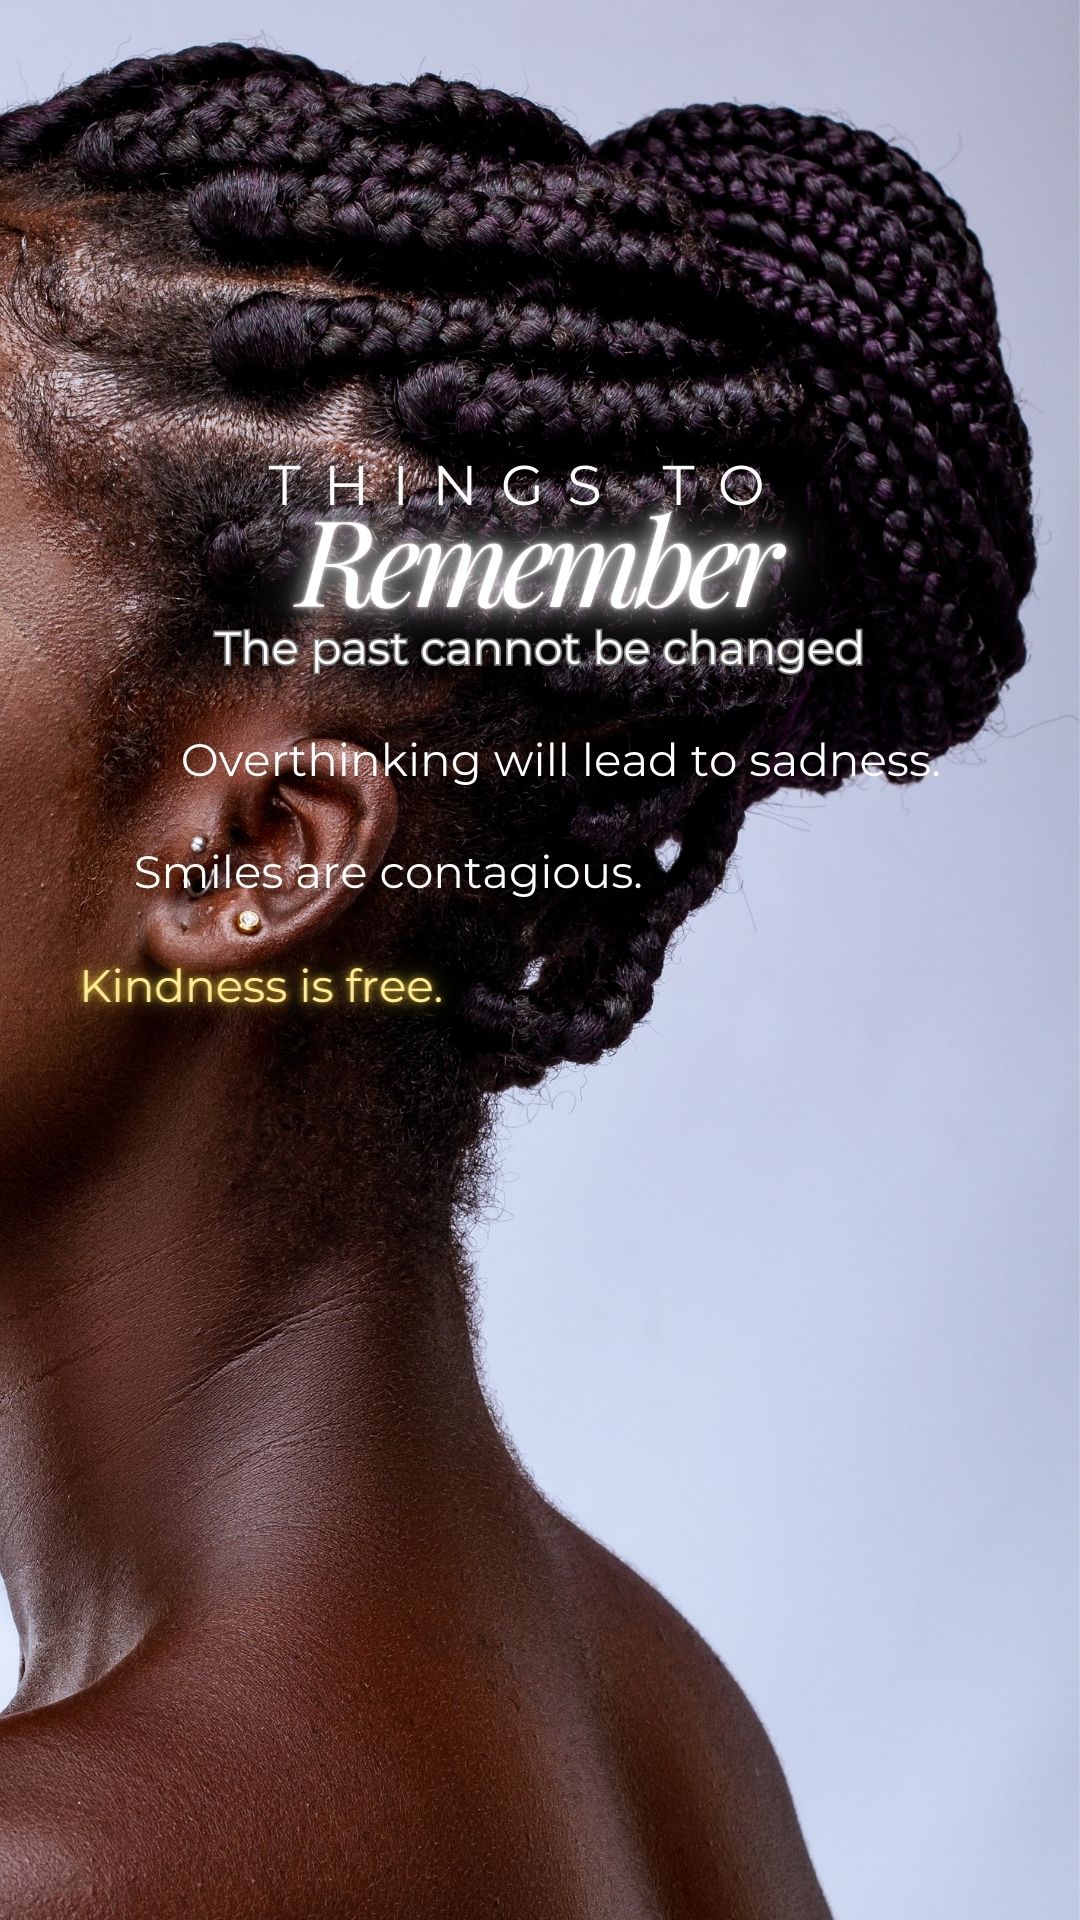 THINGS TO
Remember
The past cannot be changed
Overthinking will lead to sadness.
Smiles are contagious.
Kindness is free.